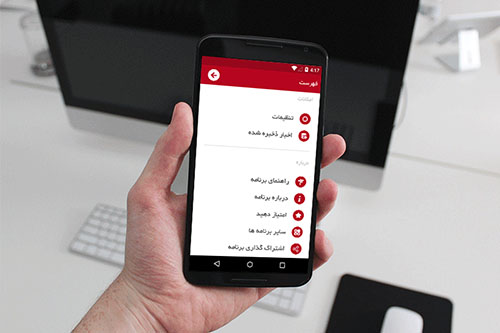 4:17
فهرست
امکانات
تنظیمات
اخبار ذخیره شده
درباره
راهنمای برنامه
درباره برنامه
امتیاز دهید
سایر برنامه ها
اشتراک گذاری برنامه